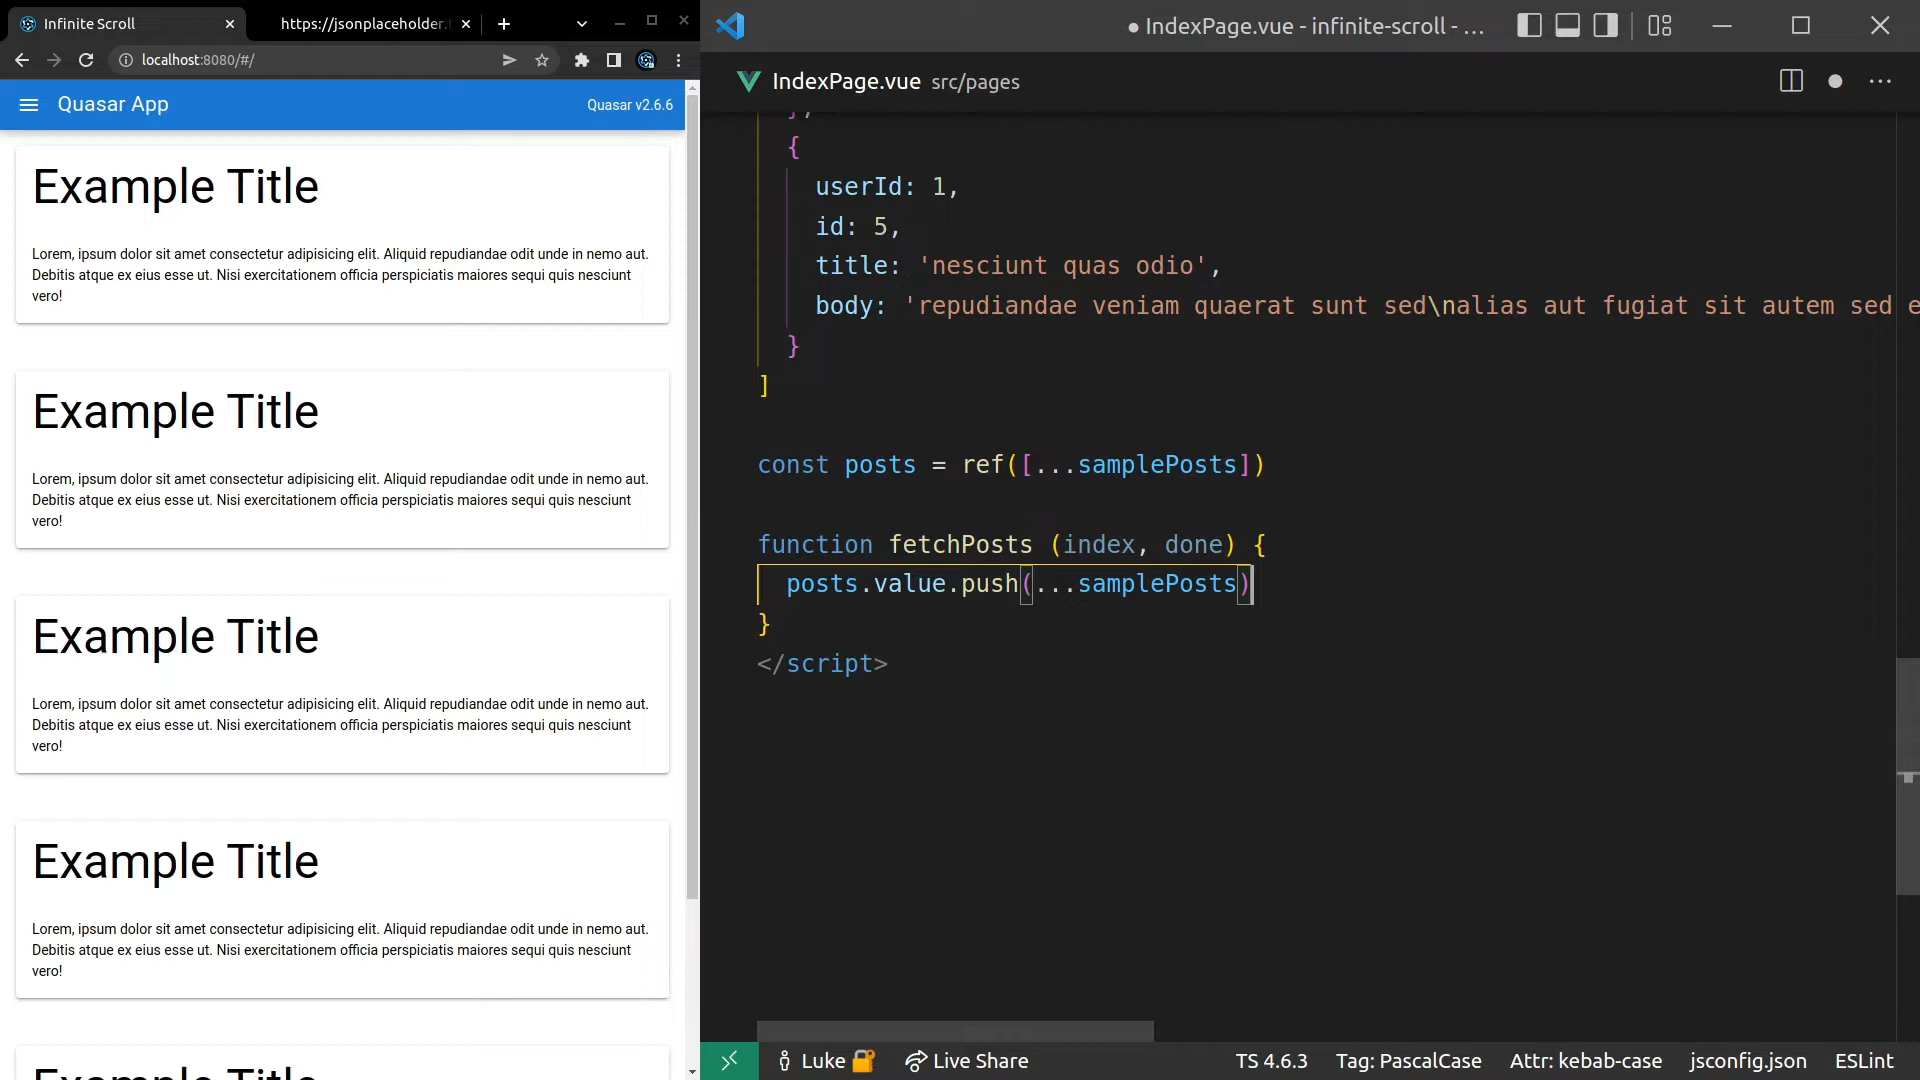 Infinite Scroll
https://jsonplaceholder.t
localhost:8080/#/
Quasar App
Quasar v2.6.6
Example Title
Lorem, ipsum dolor sit amet consectetur adipisicing elit. Aliquid repudiandae odit unde in nemo aut.
Debitis atque ex eius esse ut. Nisi exercitationem officia perspiciatis maiores sequi quis nesciunt
vero!
Example Title
Lorem, ipsum dolor sit amet consectetur adipisicing elit. Aliquid repudiandae odit unde in nemo aut.
Debitis atque ex eius esse ut. Nisi exercitationem officia perspiciatis maiores sequi quis nesciunt
vero!
Example Title
Lorem, ipsum dolor sit amet consectetur adipisicing elit. Aliquid repudiandae odit unde in nemo aut.
Debitis atque ex eius esse ut. Nisi exercitationem officia perspiciatis maiores sequi quis nesciunt
vero!
Example Title
Lorem, ipsum dolor sit amet consectetur adipisicing elit. Aliquid repudiandae odit unde in nemo aut.
Debitis atque ex eius esse ut. Nisi exercitationem officia perspiciatis maiores sequi quis nesciunt
vero!
Example Title
● IndexPage.vue - infinite-scroll - ...
IndexPage.vue src/pages
},
{
userId: 1,
id: 5,
title: 'nesciunt quas odio',
body: 'repudiandae veniam quaerat sunt sed\nalias aut fugiat sit autem sed e
}
]
const posts = ref([...samplePosts])
function fetchPosts (index, done) {
posts.value.push(...samplePosts)
}
</script>
Luke 🔐 Live Share
TS 4.6.3 Tag: PascalCase Attr: kebab-case jsconfig.json ESLint